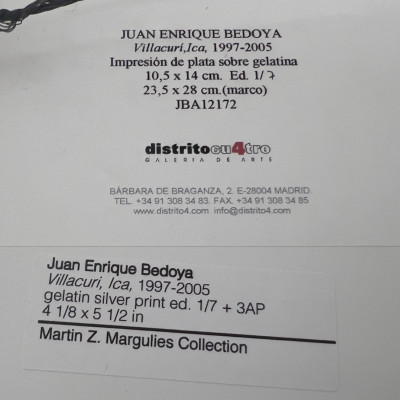 JUAN ENRIQUE BEDOYA
Villacurí,Ica, 1997-2005
Impresión de plata sobre gelatina
10,5 x 14 cm. Ed. 1/7
23,5 x 28 cm.(marco)
JBA12172
distritocu4tro
GALERIA DE ARTE
BÁRBARA DE BRAGANZA, 2. E-28004 MADRID.
TEL. +34 91 308 34 83. FAX. +34 91 308 34 85
www.distrito4.com info@distrito4.com
Juan Enrique Bedoya
Villacuri, Ica, 1997-2005
gelatin silver print ed. 1/7 + 3AP
4 1/8 x 5 1/2 in
Martin Z. Margulies Collection